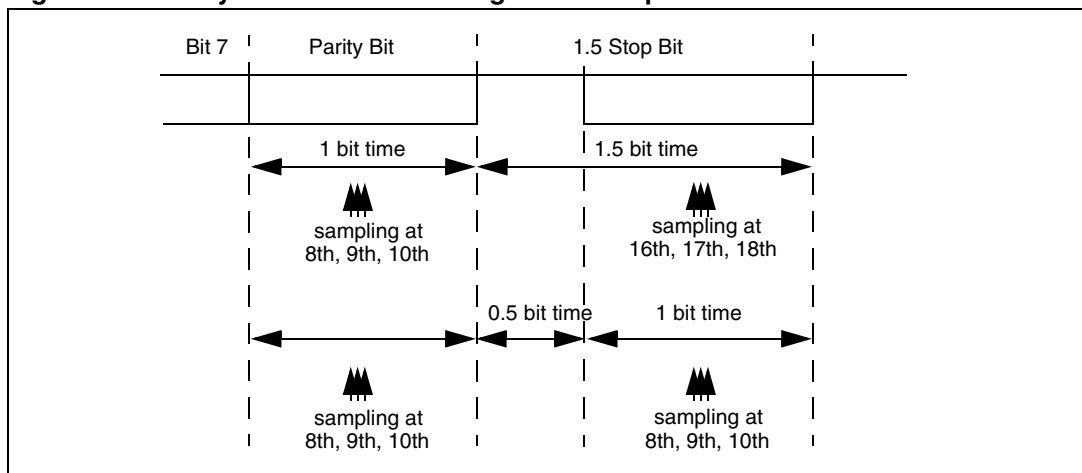 Bit 7
Parity Bit
1.5 Stop Bit
1 bit time
1.5 bit time
sampling at
8th, 9th, 10th
sampling at
16th, 17th, 18th
0.5 bit time
1 bit time
sampling at
8th, 9th, 10th
sampling at
8th, 9th, 10th